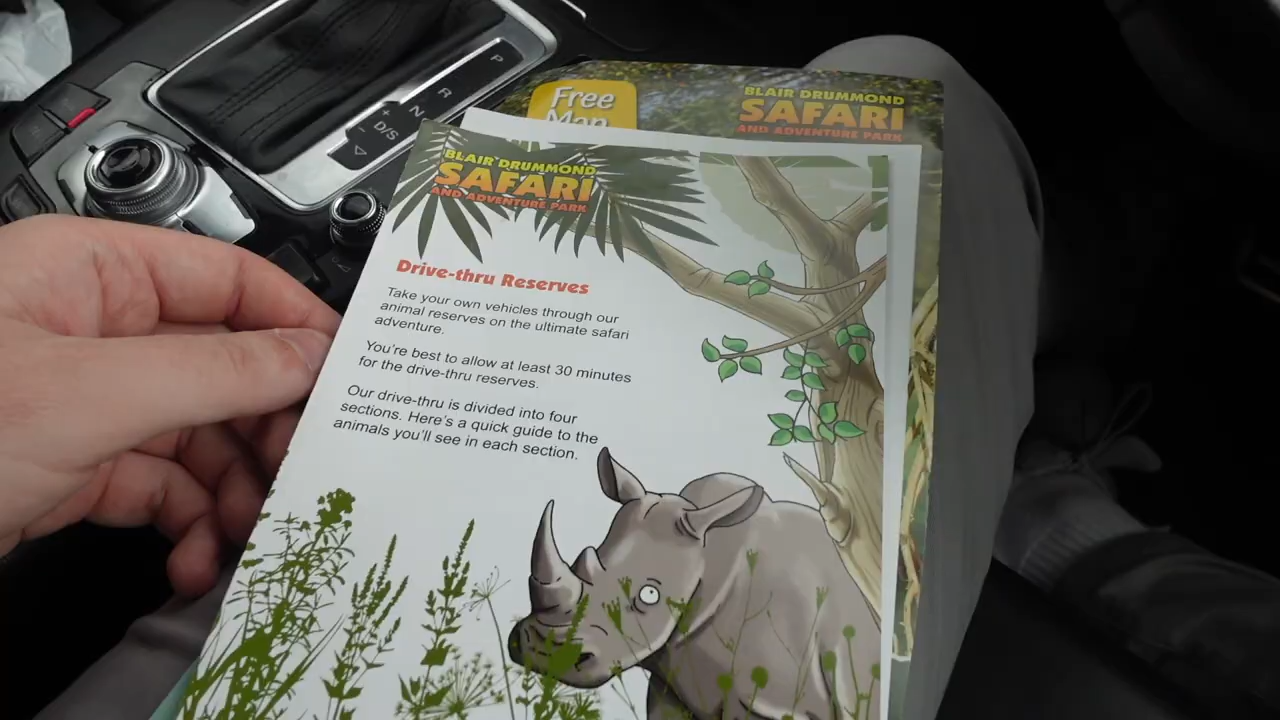 P
R
N
+
D/S
-
Free
Map
BLAIR DRUMMOND
SAFARI
AND ADVENTURE PARK
BLAIR DRUMMOND
SAFARI
AND ADVENTURE PARK
Drive-thru Reserves
Take your own vehicles through our
animal reserves on the ultimate safari
adventure.
You're best to allow at least 30 minutes
for the drive-thru reserves.
Our drive-thru is divided into four
sections. Here's a quick guide to the
animals you'll see in each section.